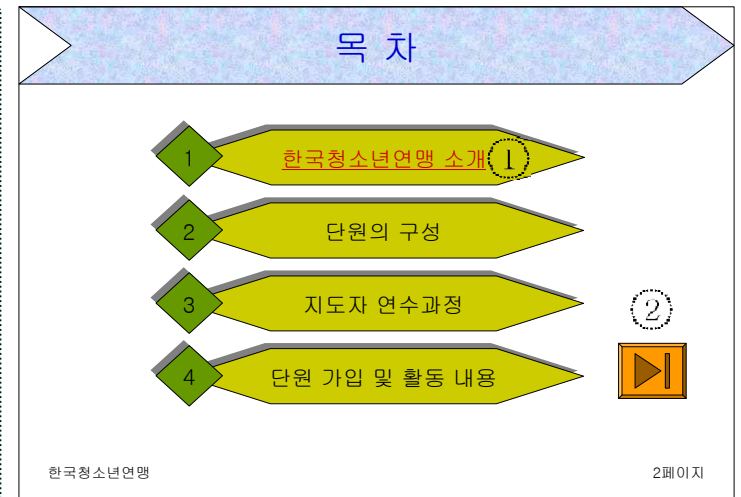 목 차
1 한국청소년연맹 소개 ①
2 단원의 구성
3 지도자 연수과정
②
4 단원 가입 및 활동 내용
한국청소년연맹 2페이지